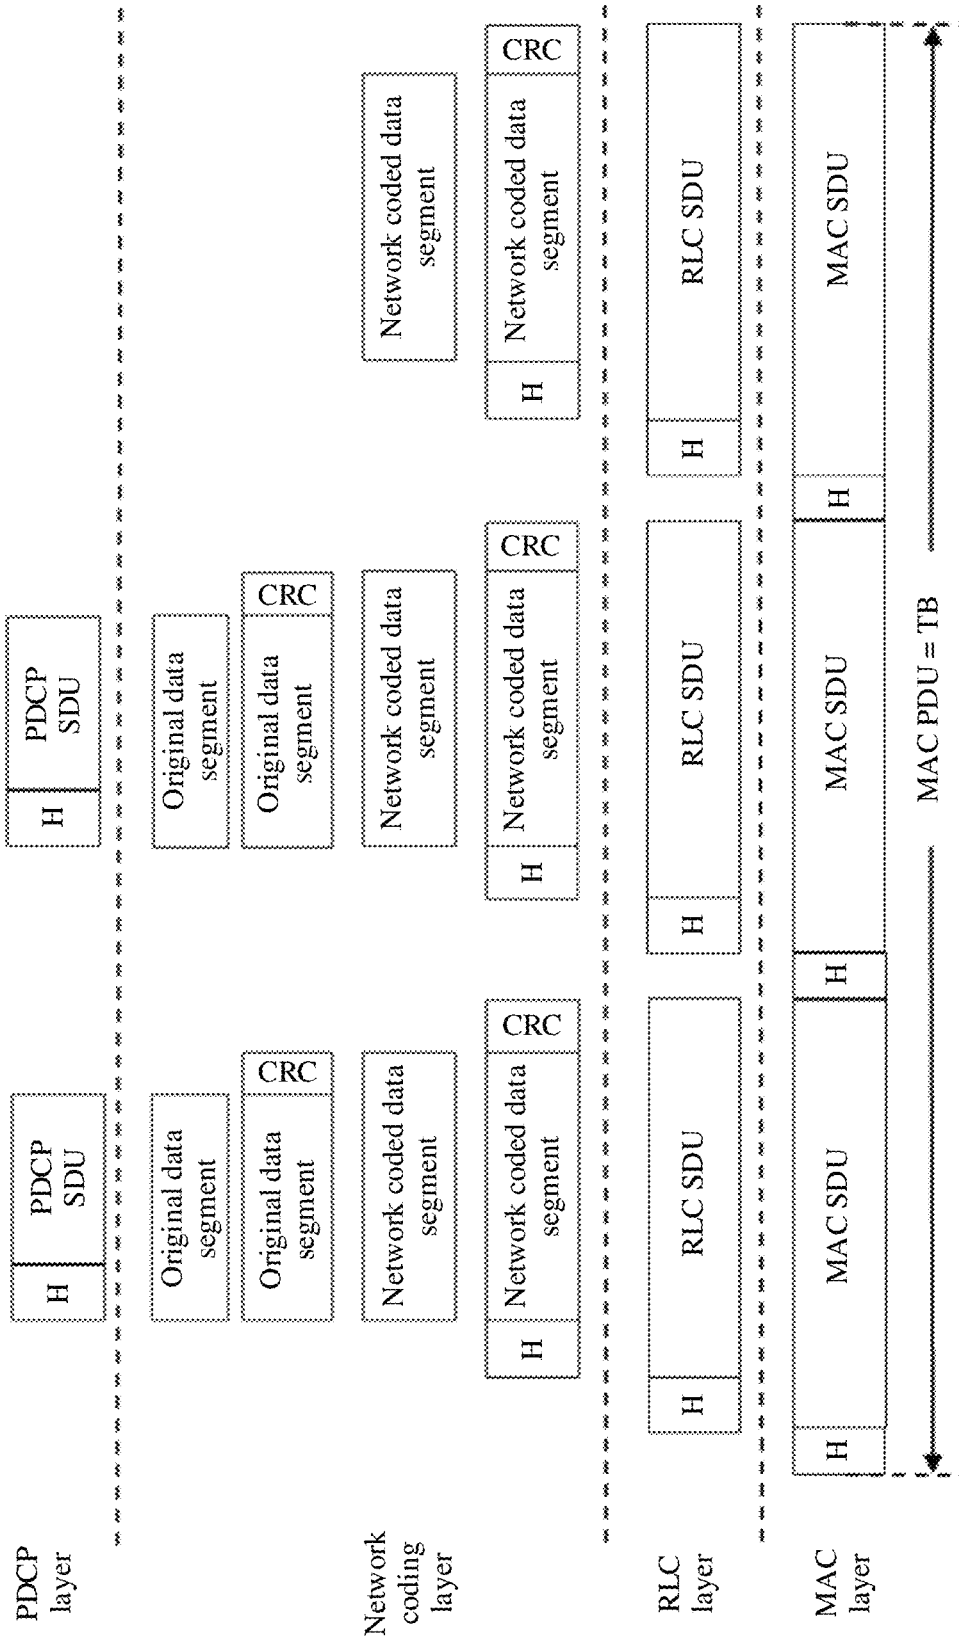 PDCP
layer
H
PDCP
SDU
H
PDCP
SDU
Network
coding
layer
Original data
segment
Original data
segment
Original data
segment
CRC
Original data
segment
CRC
Network coded data
segment
Network coded data
segment
Network coded data
segment
H
Network coded data
segment
CRC
H
Network coded data
segment
CRC
H
Network coded data
segment
CRC
RLC
layer
H
RLC SDU
H
RLC SDU
H
RLC SDU
MAC
layer
H
MAC SDU
H
MAC SDU
H
MAC SDU
MAC PDU = TB